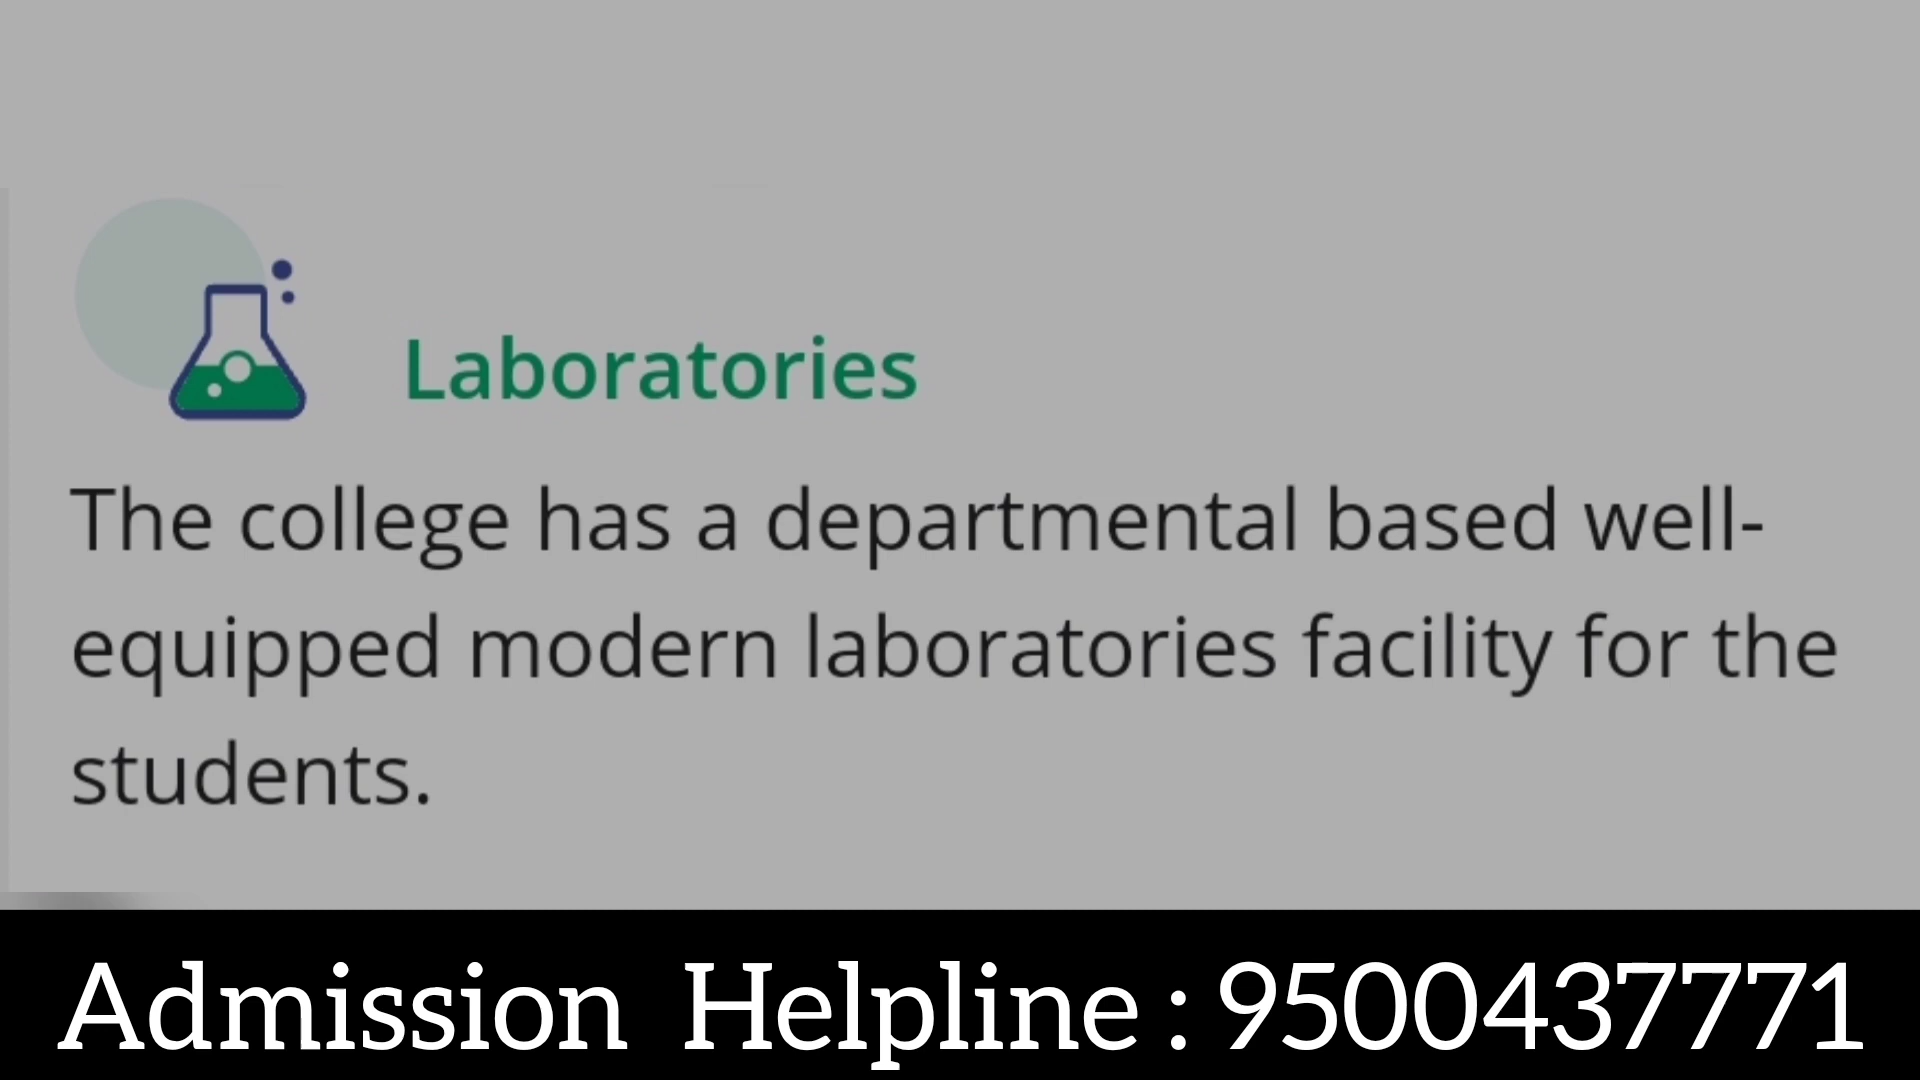 Laboratories
The college has a departmental based well-
equipped modern laboratories facility for the
students.
Admission Helpline : 9500437771